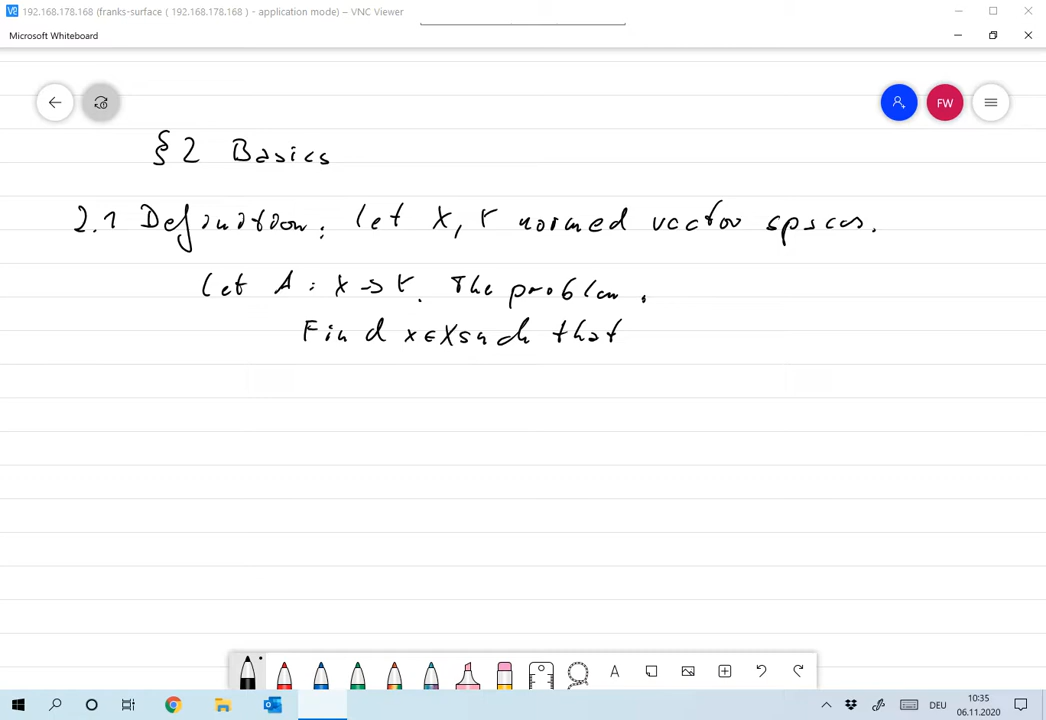 192.168.178.168 (franks-surface ( 192.168.178.168 ) - application mode) – VNC Viewer
Microsoft Whiteboard
FW
§ 2 Basics
2.1 Definition: let X, Y normed vector spaces.
Let A : X → Y. The problem:
Find x ∈ X such that
A
DEU
10:35
06.11.2020